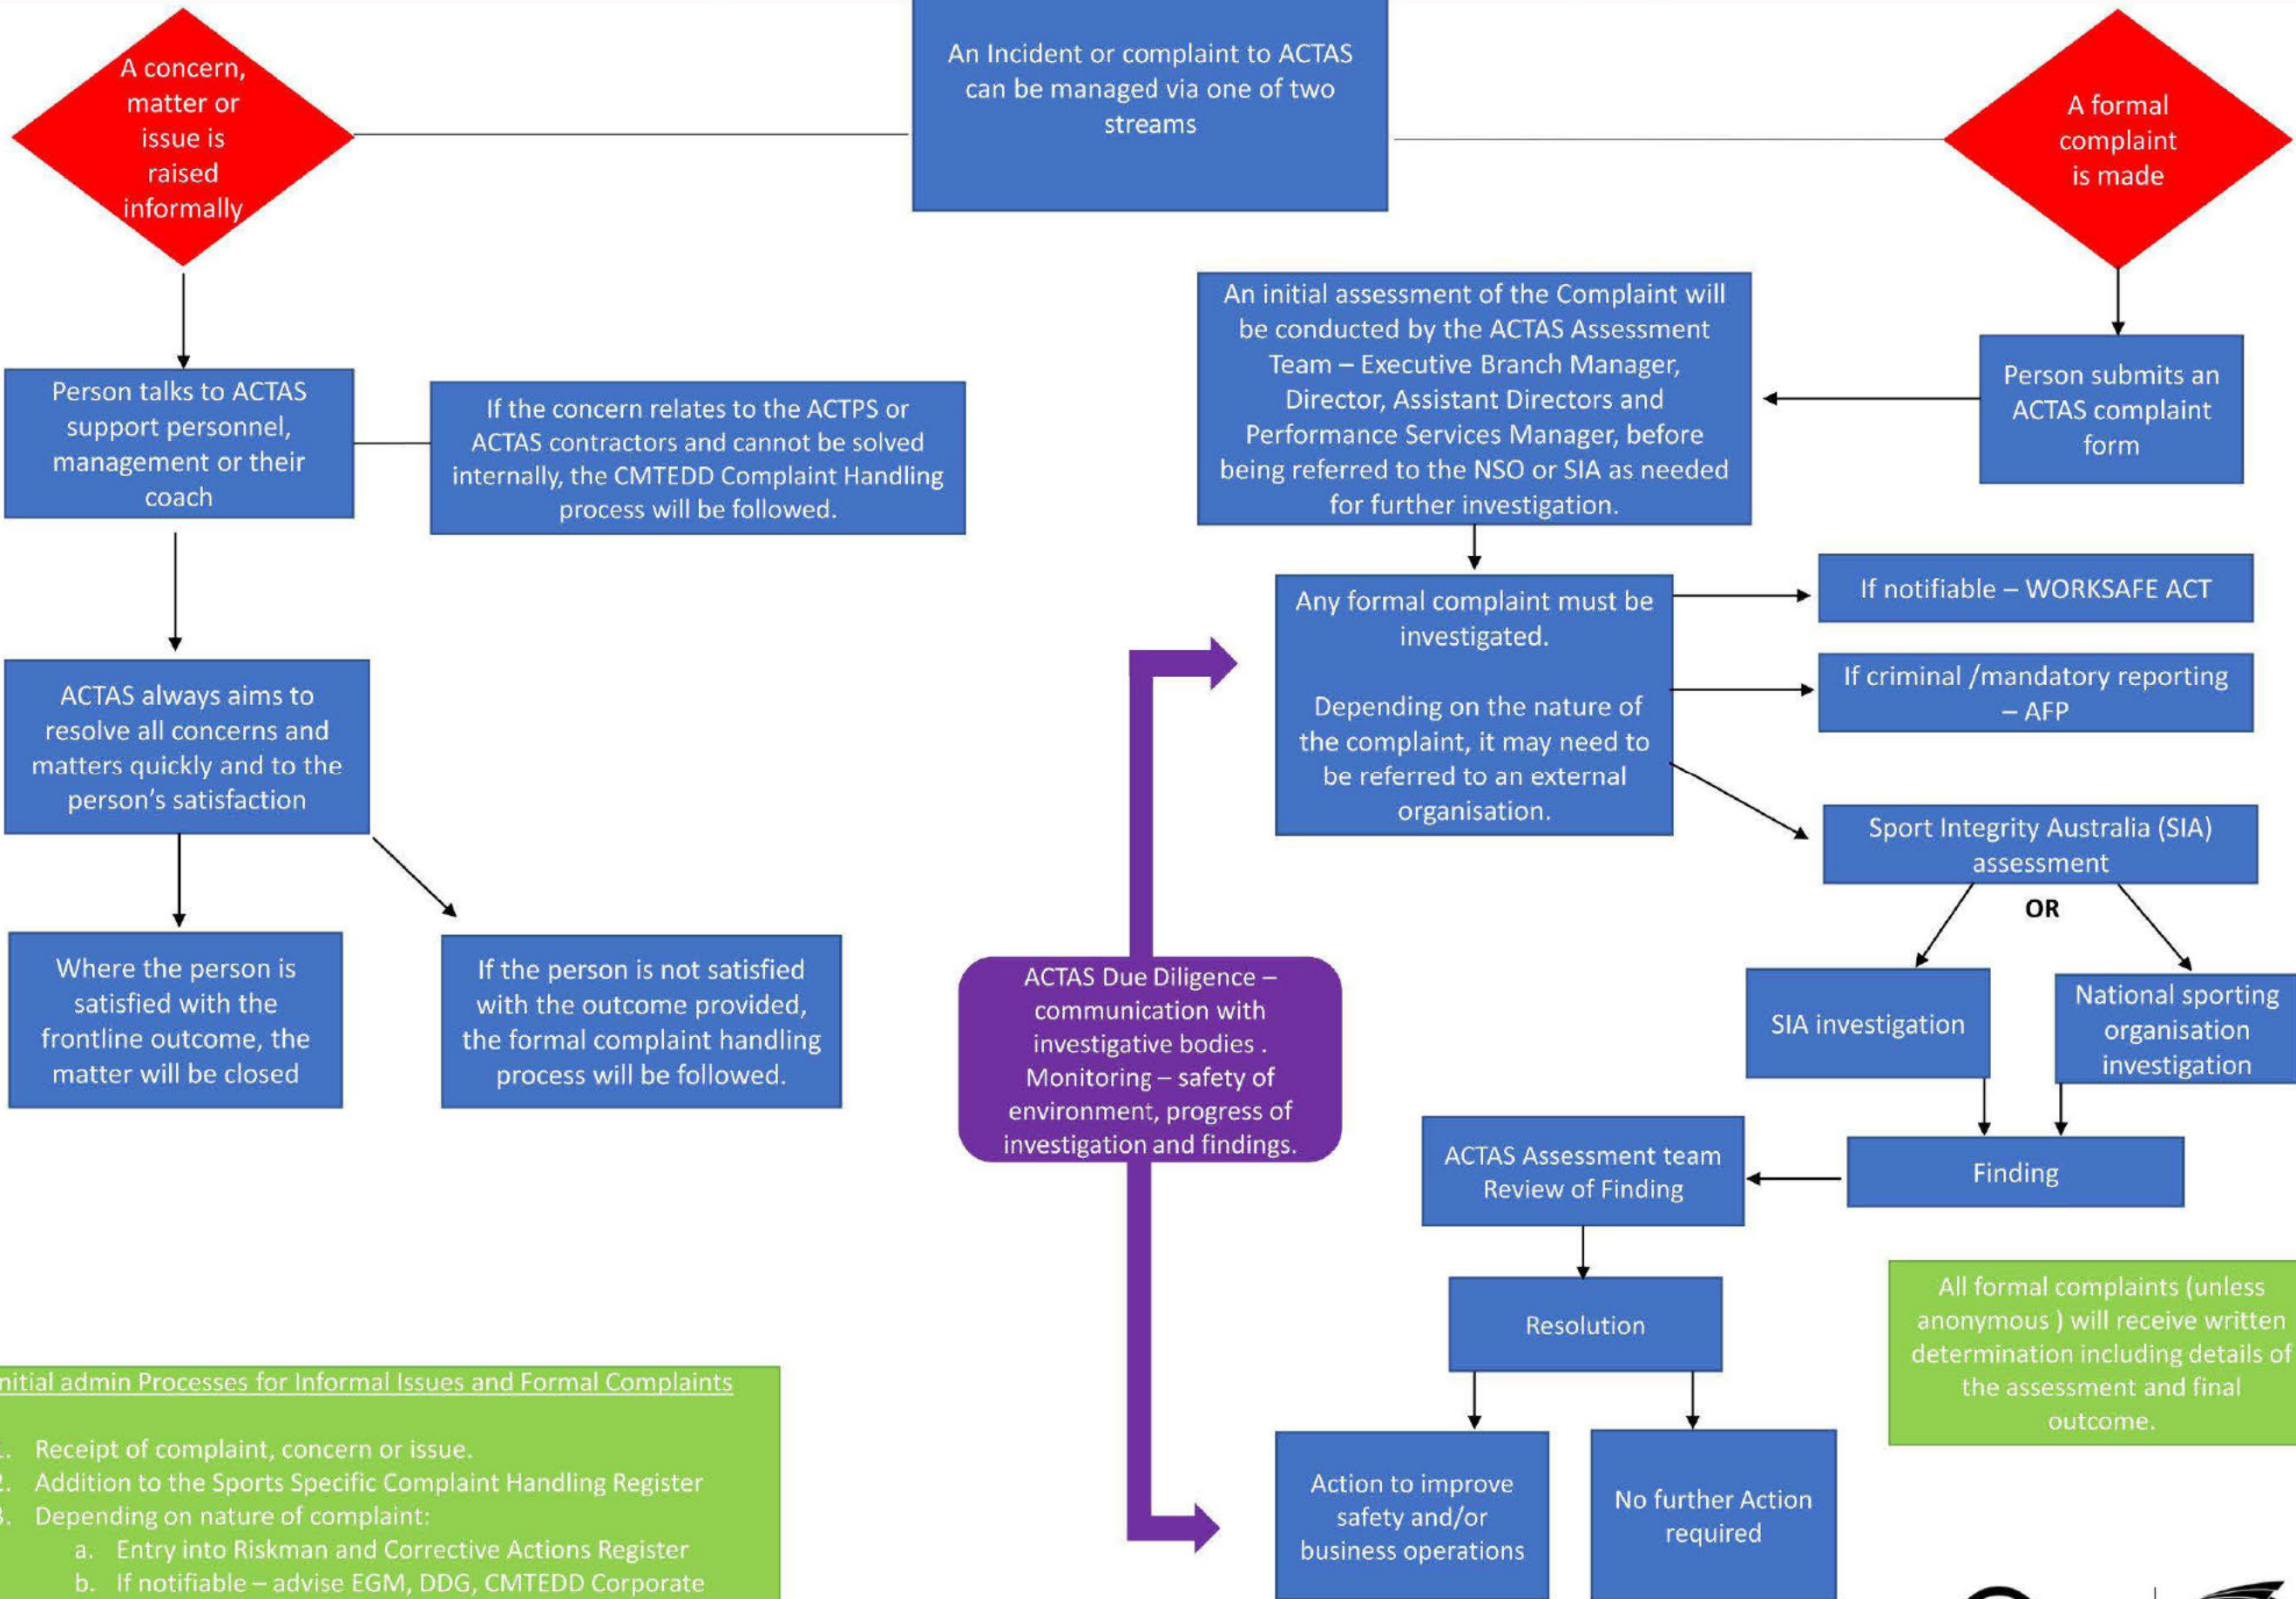 An Incident or complaint to ACTAS
can be managed via one of two
streams
A concern,
matter or
issue is
raised
informally
Person talks to ACTAS
support personnel,
management or their
coach
If the concern relates to the ACTPS or
ACTAS contractors and cannot be solved
internally, the CMTEDD Complaint Handling
process will be followed.
ACTAS always aims to
resolve all concerns and
matters quickly and to the
person's satisfaction
Where the person is
satisfied with the
frontline outcome, the
matter will be closed
If the person is not satisfied
with the outcome provided,
the formal complaint handling
process will be followed.
A formal
complaint
is made
Person submits an
ACTAS complaint
form
An initial assessment of the Complaint will
be conducted by the ACTAS Assessment
Team – Executive Branch Manager,
Director, Assistant Directors and
Performance Services Manager, before
being referred to the NSO or SIA as needed
for further investigation.
Any formal complaint must be
investigated.
Depending on the nature of
the complaint, it may need to
be referred to an external
organisation.
If notifiable – WORKSAFE ACT
If criminal /mandatory reporting
– AFP
Sport Integrity Australia (SIA)
assessment
OR
SIA investigation
National sporting
organisation
investigation
Finding
ACTAS Assessment team
Review of Finding
Resolution
Action to improve
safety and/or
business operations
No further Action
required
ACTAS Due Diligence –
communication with
investigative bodies .
Monitoring – safety of
environment, progress of
investigation and findings.
All formal complaints (unless
anonymous ) will receive written
determination including details of
the assessment and final
outcome.
nitial admin Processes for Informal Issues and Formal Complaints
. Receipt of complaint, concern or issue.
2. Addition to the Sports Specific Complaint Handling Register
3. Depending on nature of complaint:
a. Entry into Riskman and Corrective Actions Register
b. If notifiable – advise EGM, DDG, CMTEDD Corporate